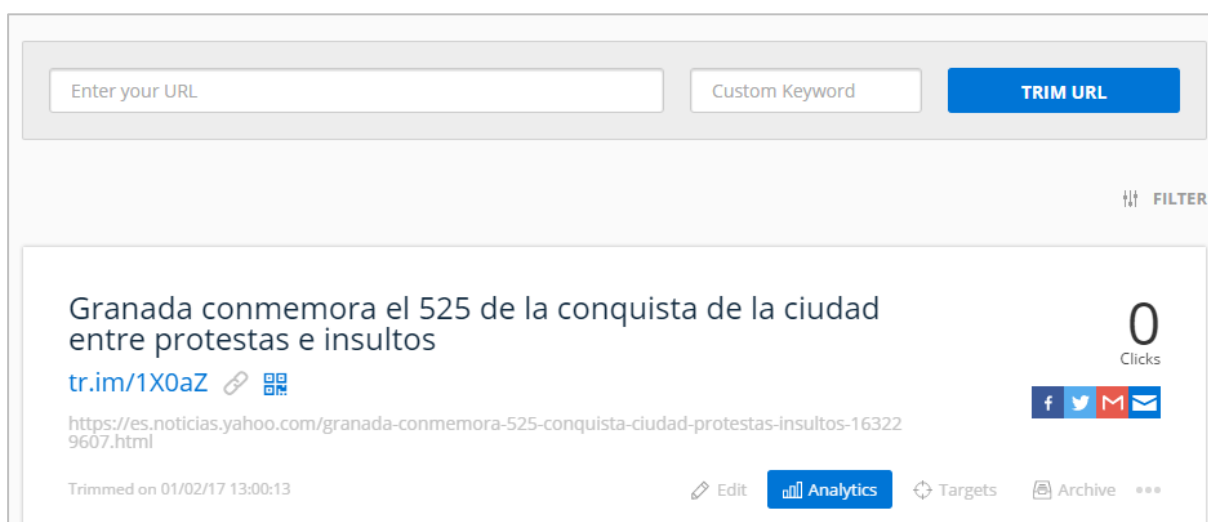 Enter your URL
Custom Keyword
TRIM URL
FILTER
Granada conmemora el 525 de la conquista de la ciudad
entre protestas e insultos
0
Clicks
tr.im/1X0aZ
https://es.noticias.yahoo.com/granada-conmemora-525-conquista-ciudad-protestas-insultos-16322
9607.html
Trimmed on 01/02/17 13:00:13
Edit
Analytics
Targets
Archive